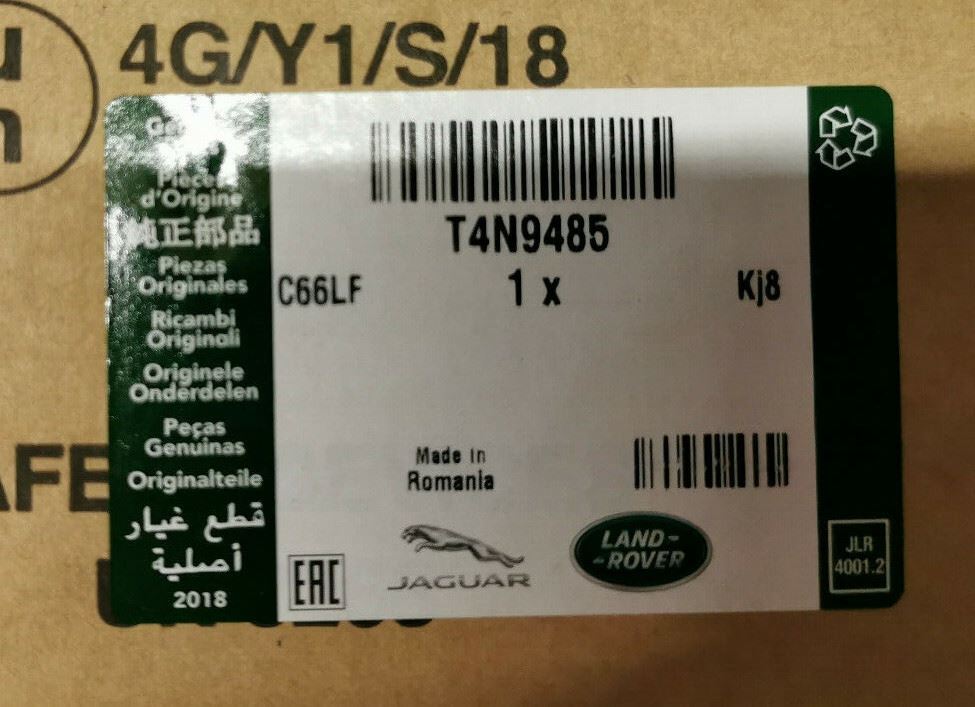 4G/Y1/S/18
Pièces
d'Origine
純正部品
Piezas
Originales
Ricambi
Originali
Originele
Onderdelen
Peças
Genuinas
Originalteile
قطع غيار
أصلية
2018
T4N9485
C66LF 1 x Kj8
Made in
Romania
EAC
JAGUAR
LAND-
-ROVER
JLR
4001.2